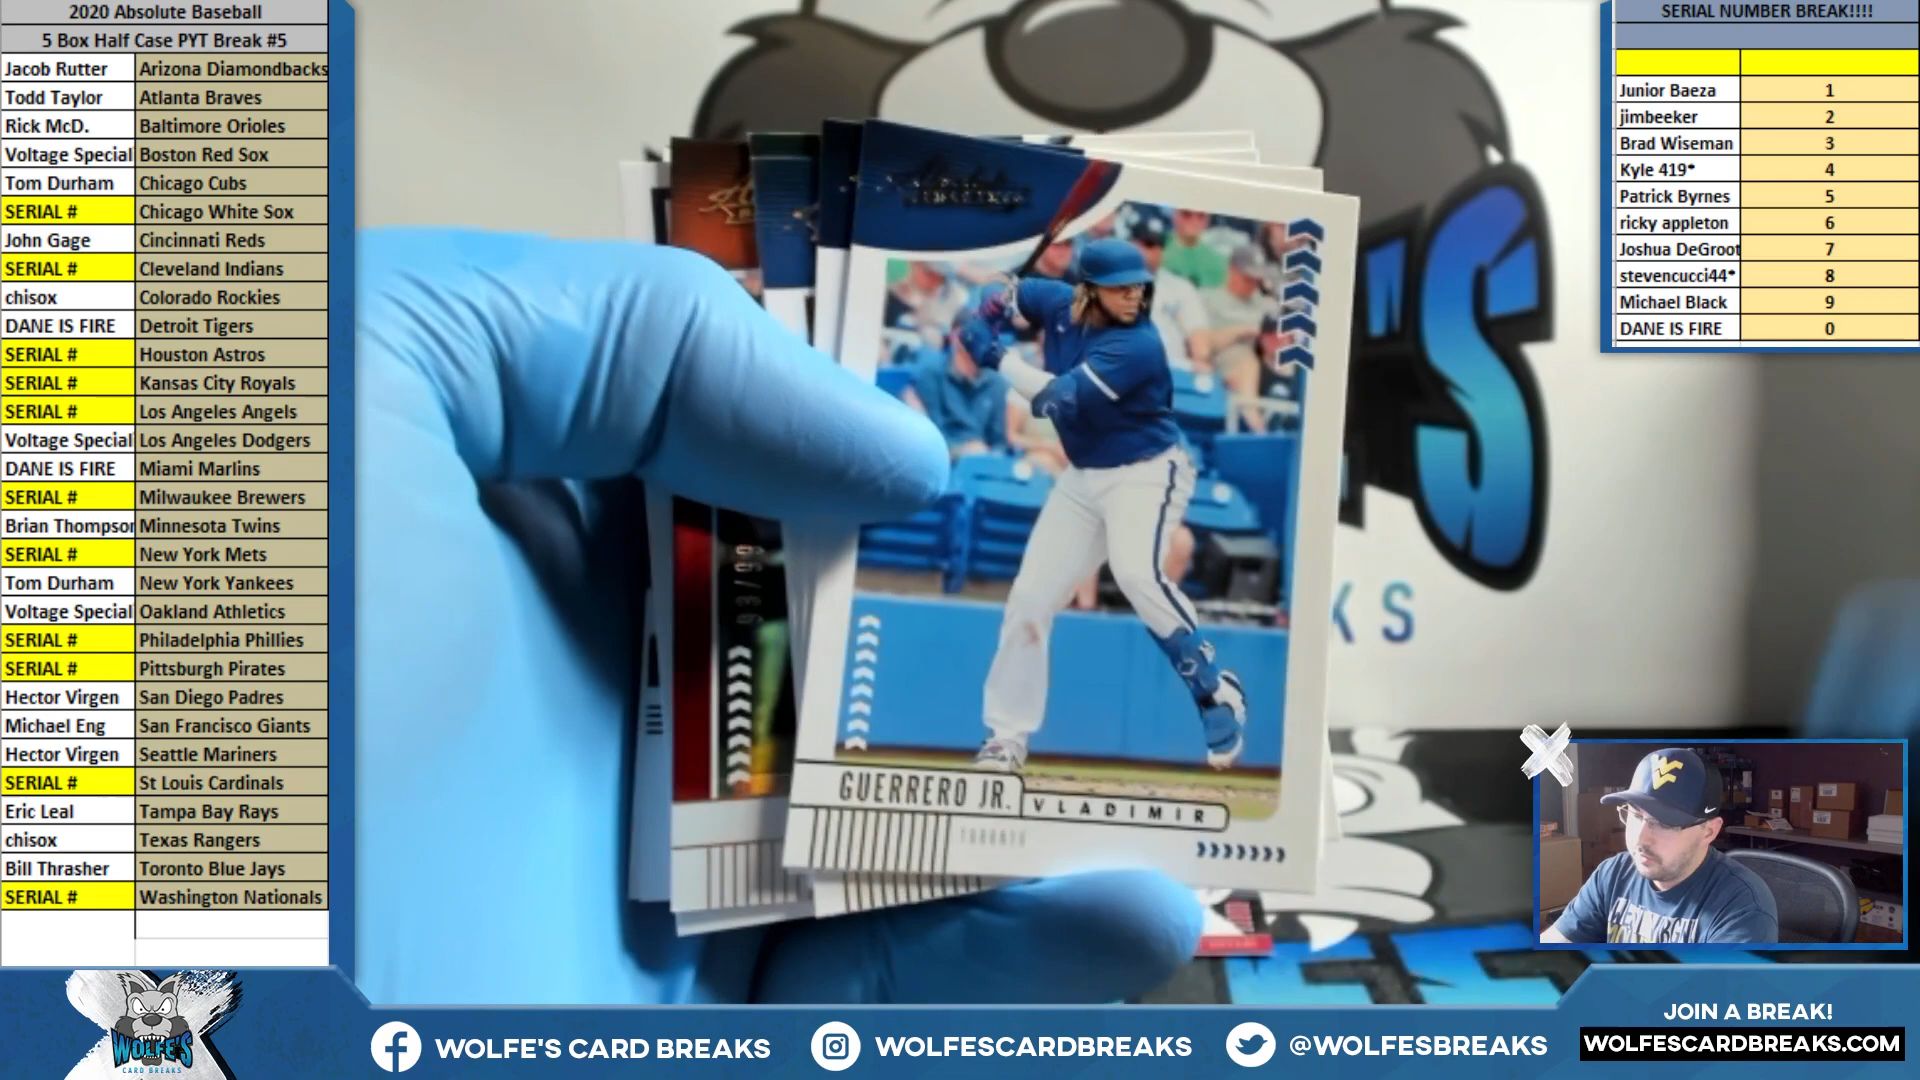 2020 Absolute Baseball
5 Box Half Case PYT Break #5
Jacob Rutter Arizona Diamondbacks
Todd Taylor Atlanta Braves
Rick McD. Baltimore Orioles
Voltage Special Boston Red Sox
Tom Durham Chicago Cubs
SERIAL # Chicago White Sox
John Gage Cincinnati Reds
SERIAL # Cleveland Indians
chisox Colorado Rockies
DANE IS FIRE Detroit Tigers
SERIAL # Houston Astros
SERIAL # Kansas City Royals
SERIAL # Los Angeles Angels
Voltage Special Los Angeles Dodgers
DANE IS FIRE Miami Marlins
SERIAL # Milwaukee Brewers
Brian Thompson Minnesota Twins
SERIAL # New York Mets
Tom Durham New York Yankees
Voltage Special Oakland Athletics
SERIAL # Philadelphia Phillies
SERIAL # Pittsburgh Pirates
Hector Virgen San Diego Padres
Michael Eng San Francisco Giants
Hector Virgen Seattle Mariners
SERIAL # St Louis Cardinals
Eric Leal Tampa Bay Rays
chisox Texas Rangers
Bill Thrasher Toronto Blue Jays
SERIAL # Washington Nationals
93/99
GUERRERO JR. VLADIMIR
TORONTO
'S
KS
SERIAL NUMBER BREAK!!!!
Junior Baeza 1
jimbeeker 2
Brad Wiseman 3
Kyle 419* 4
Patrick Byrnes 5
ricky appleton 6
Joshua DeGroot 7
stevencucci44* 8
Michael Black 9
DANE IS FIRE 0
WOLFE'S
CARD BREAKS
WOLFE'S CARD BREAKS
WOLFESCARDBREAKS
@WOLFESBREAKS
JOIN A BREAK!
WOLFESCARDBREAKS.COM